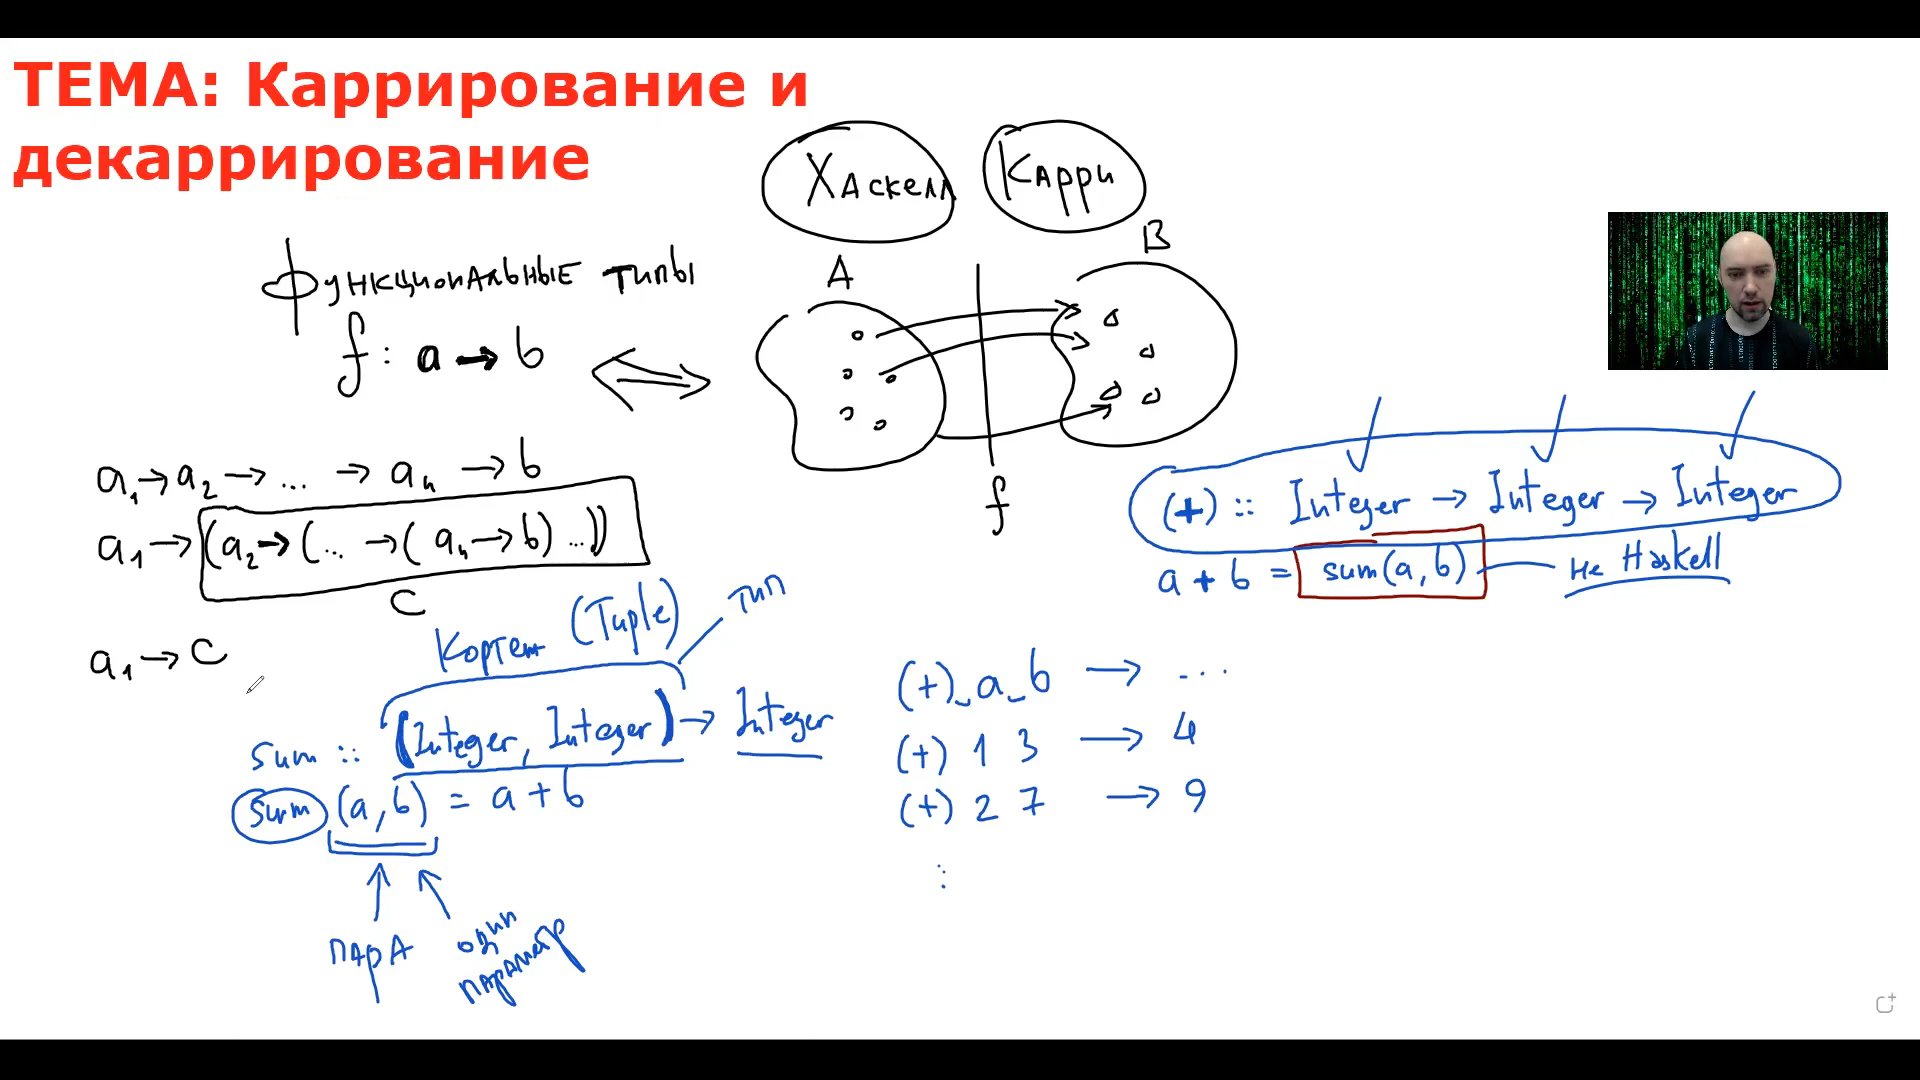 ТЕМА: Каррирование и
декаррирование
Хаскелл
Карри
Функциональные типы
f : a → b
A
B
f
a₁ → a₂ → ... → aₙ → b
a₁ → (a₂ → (... → (aₙ → b) ...))
c
a₁ → c
(+) :: Integer → Integer → Integer
a + b = sum(a, b)
не Haskell
Кортеж (Tuple)
тип
sum :: (Integer, Integer) → Integer
sum (a, b) = a + b
пара
один
параметр
(+)␣a␣b → ...
(+) 1 3 → 4
(+) 2 7 → 9
⋮